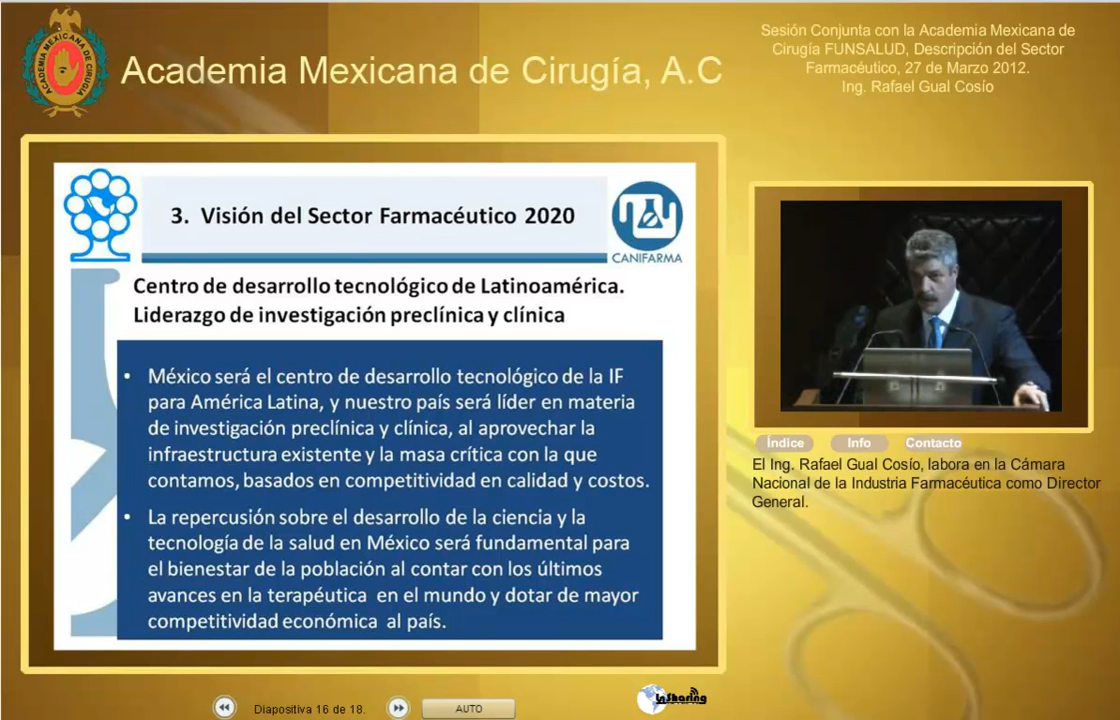 ACADEMIA MEXICANA DE CIRUGIA
Academia Mexicana de Cirugía, A.C
Sesión Conjunta con la Academia Mexicana de
Cirugía FUNSALUD, Descripción del Sector
Farmacéutico, 27 de Marzo 2012.
Ing. Rafael Gual Cosío
3. Visión del Sector Farmacéutico 2020
CANIFARMA
Centro de desarrollo tecnológico de Latinoamérica.
Liderazgo de investigación preclínica y clínica
• México será el centro de desarrollo tecnológico de la IF
para América Latina, y nuestro país será líder en materia
de investigación preclínica y clínica, al aprovechar la
infraestructura existente y la masa crítica con la que
contamos, basados en competitividad en calidad y costos.
• La repercusión sobre el desarrollo de la ciencia y la
tecnología de la salud en México será fundamental para
el bienestar de la población al contar con los últimos
avances en la terapéutica en el mundo y dotar de mayor
competitividad económica al país.
Índice Info Contacto
El Ing. Rafael Gual Cosío, labora en la Cámara
Nacional de la Industria Farmacéutica como Director
General.
Diapositiva 16 de 18.
AUTO
InSharing